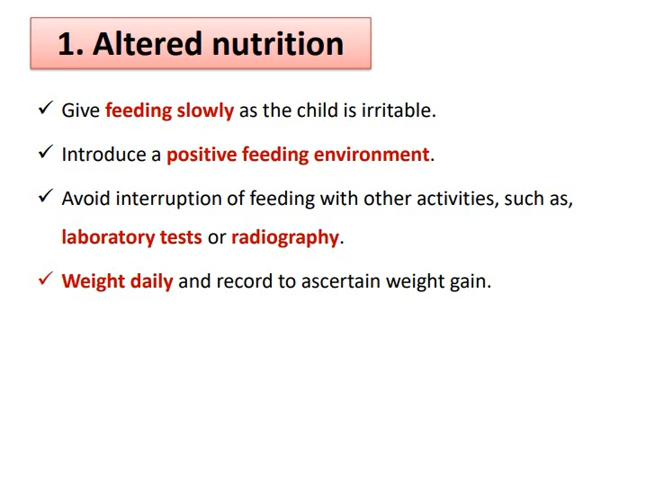 1. Altered nutrition
✓ Give feeding slowly as the child is irritable.
✓ Introduce a positive feeding environment.
✓ Avoid interruption of feeding with other activities, such as,
laboratory tests or radiography.
✓ Weight daily and record to ascertain weight gain.